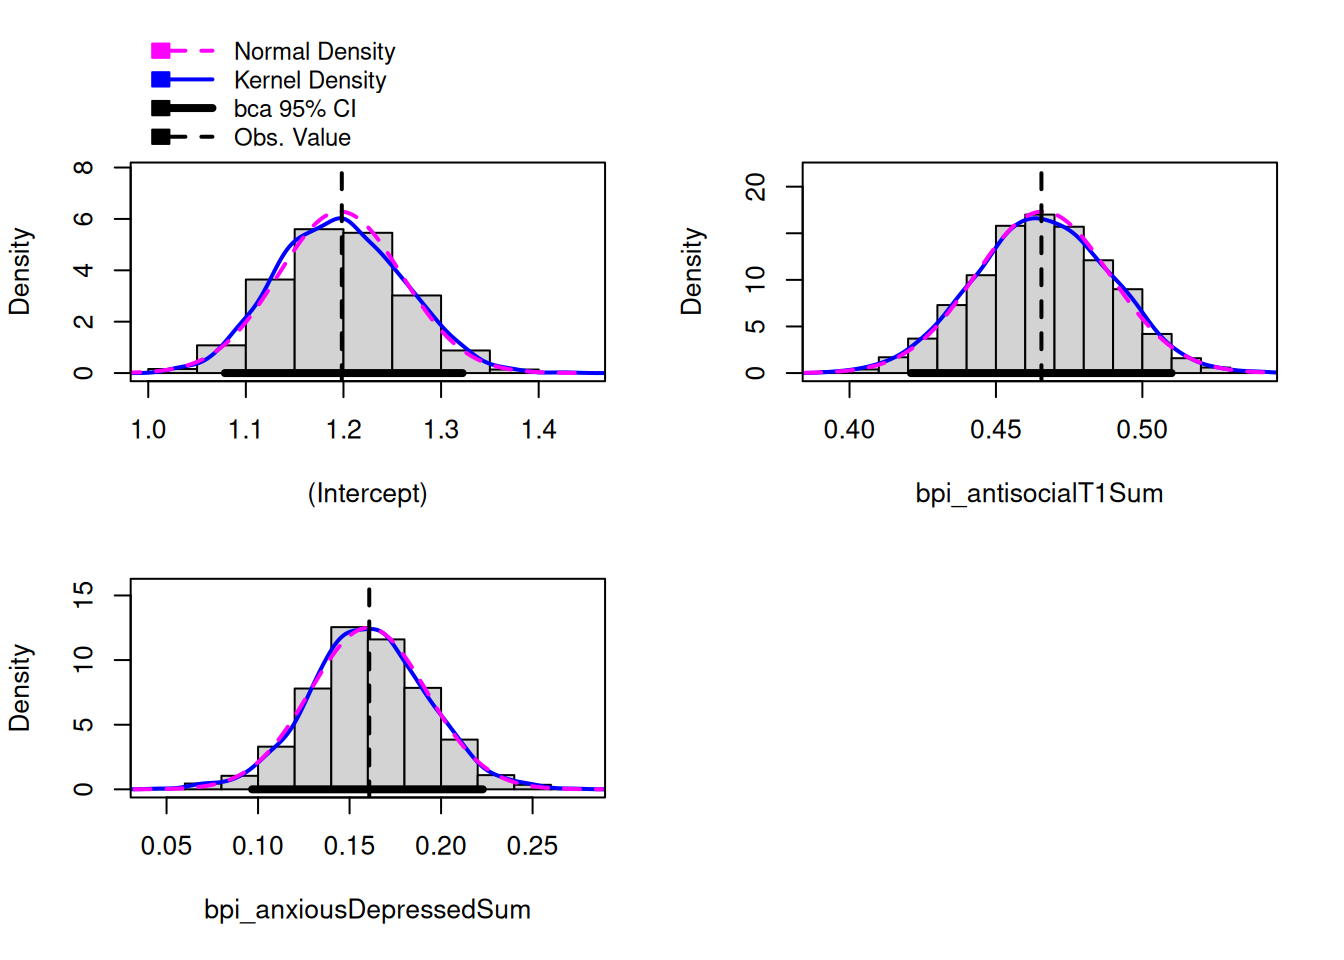 Normal Density
Kernel Density
bca 95% CI
Obs. Value
Density
0 2 4 6 8
1.0 1.1 1.2 1.3 1.4
(Intercept)
Density
0 5 10 20
0.40 0.45 0.50
bpi_antisocialT1Sum
Density
0 5 10 15
0.05 0.10 0.15 0.20 0.25
bpi_anxiousDepressedSum